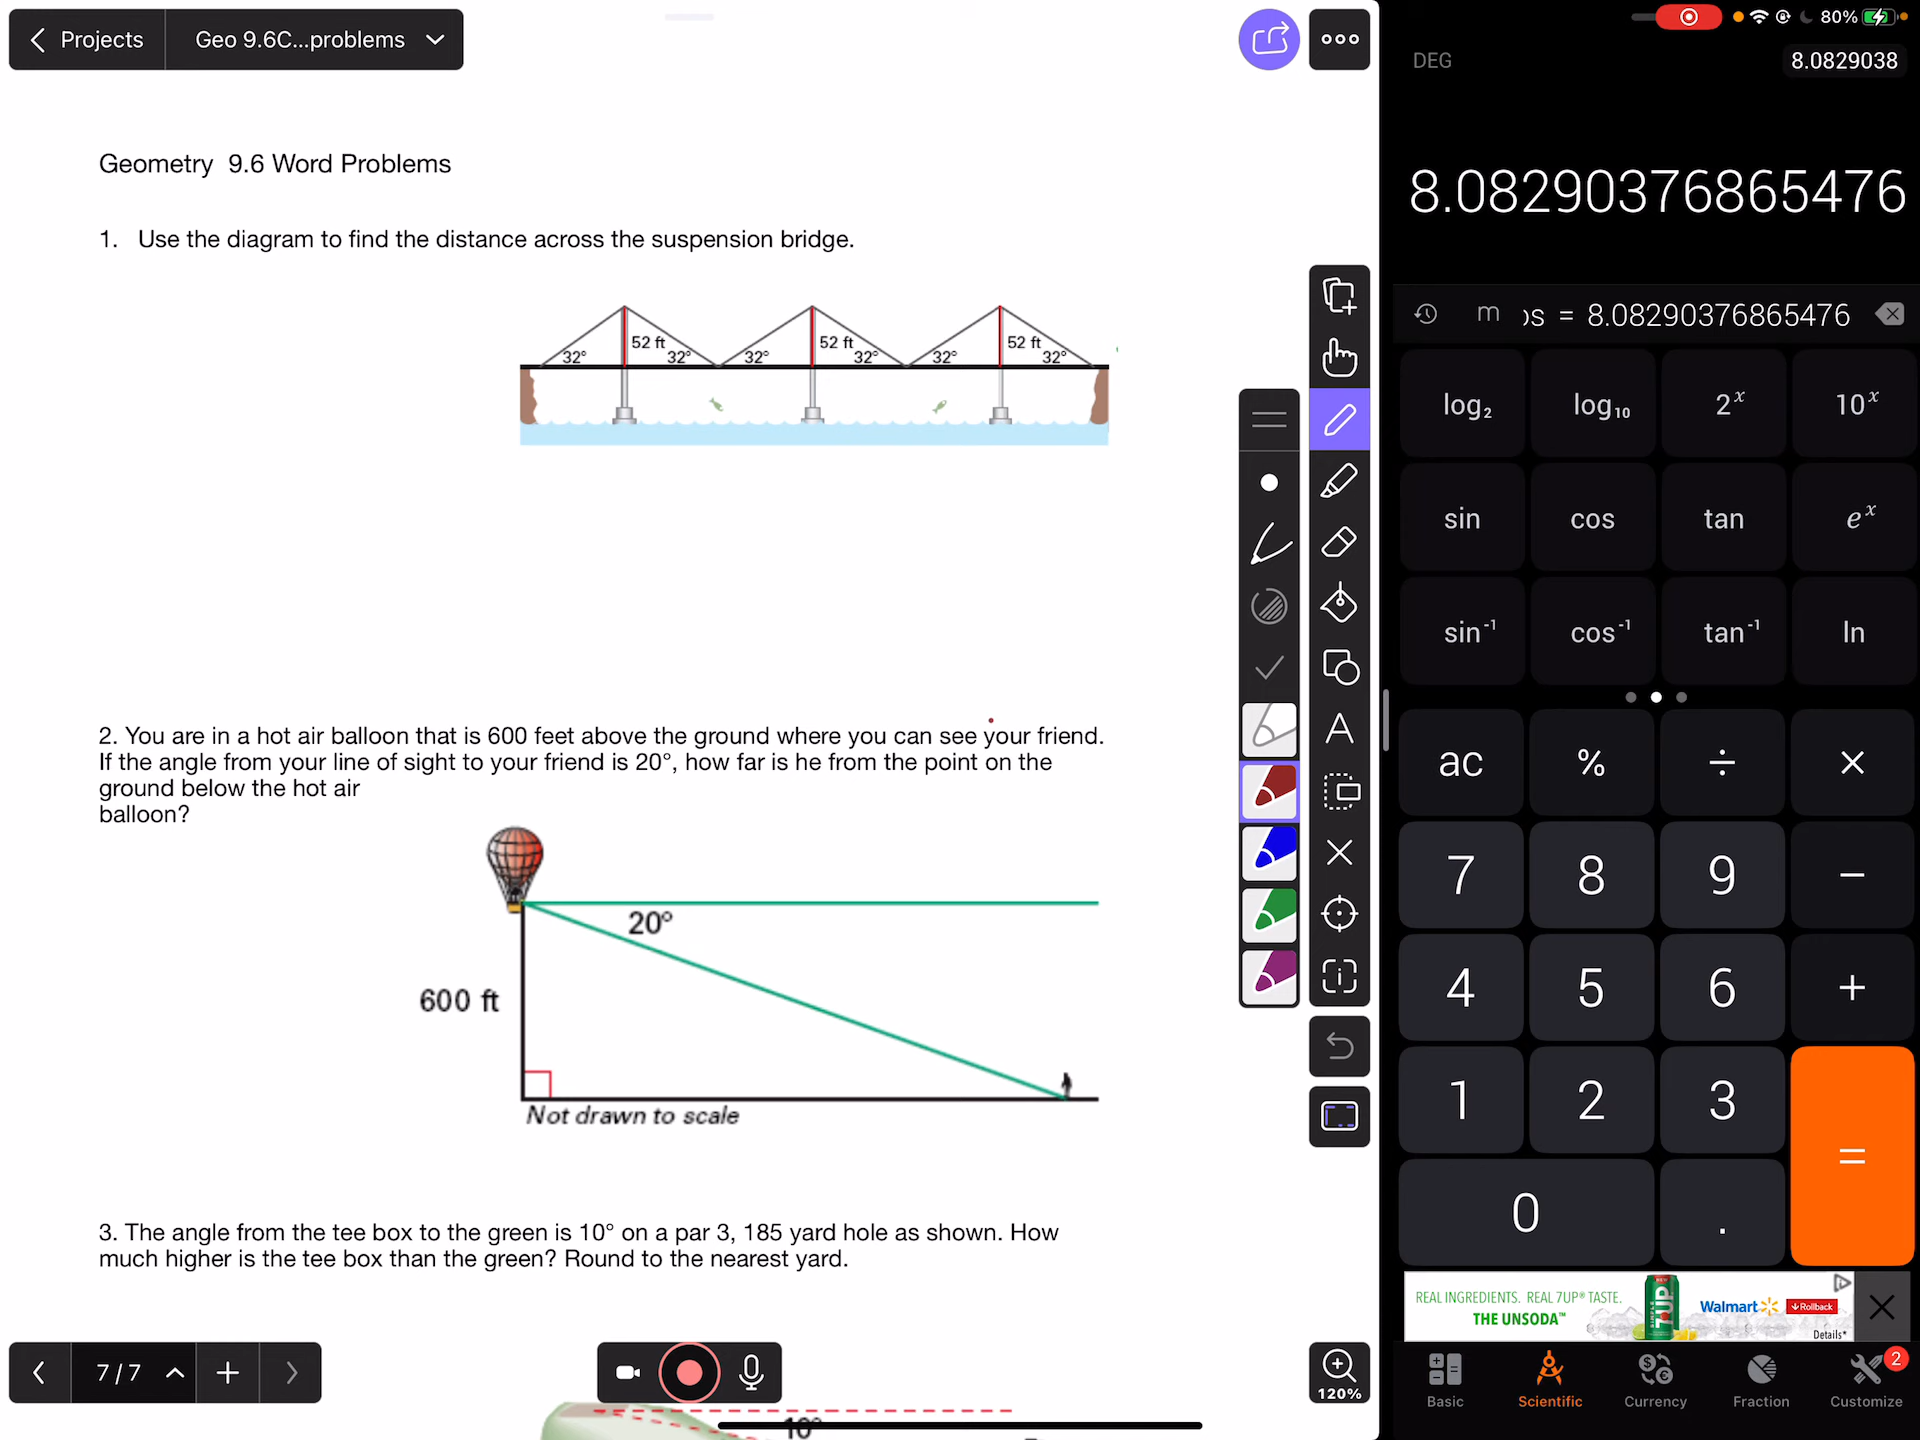 Projects
Geo 9.6C...problems
Geometry 9.6 Word Problems
1. Use the diagram to find the distance across the suspension bridge.
52 ft 52 ft 52 ft
32° 32° 32° 32° 32° 32°
2. You are in a hot air balloon that is 600 feet above the ground where you can see your friend.
If the angle from your line of sight to your friend is 20°, how far is he from the point on the
ground below the hot air
balloon?
20°
600 ft
Not drawn to scale
3. The angle from the tee box to the green is 10° on a par 3, 185 yard hole as shown. How
much higher is the tee box than the green? Round to the nearest yard.
10°
7/7
A
120%
80%
DEG
8.0829038
8.08290376865476
m
= 8.08290376865476
log₂ log₁₀ 2ˣ 10ˣ
sin cos tan eˣ
sin⁻¹ cos⁻¹ tan⁻¹ ln
ac % ÷ ×
7 8 9 −
4 5 6 +
1 2 3 =
0 .
REAL INGREDIENTS. REAL 7UP® TASTE.
THE UNSODA™
7UP
Walmart
Rollback
Details*
Basic Scientific Currency Fraction Customize
2